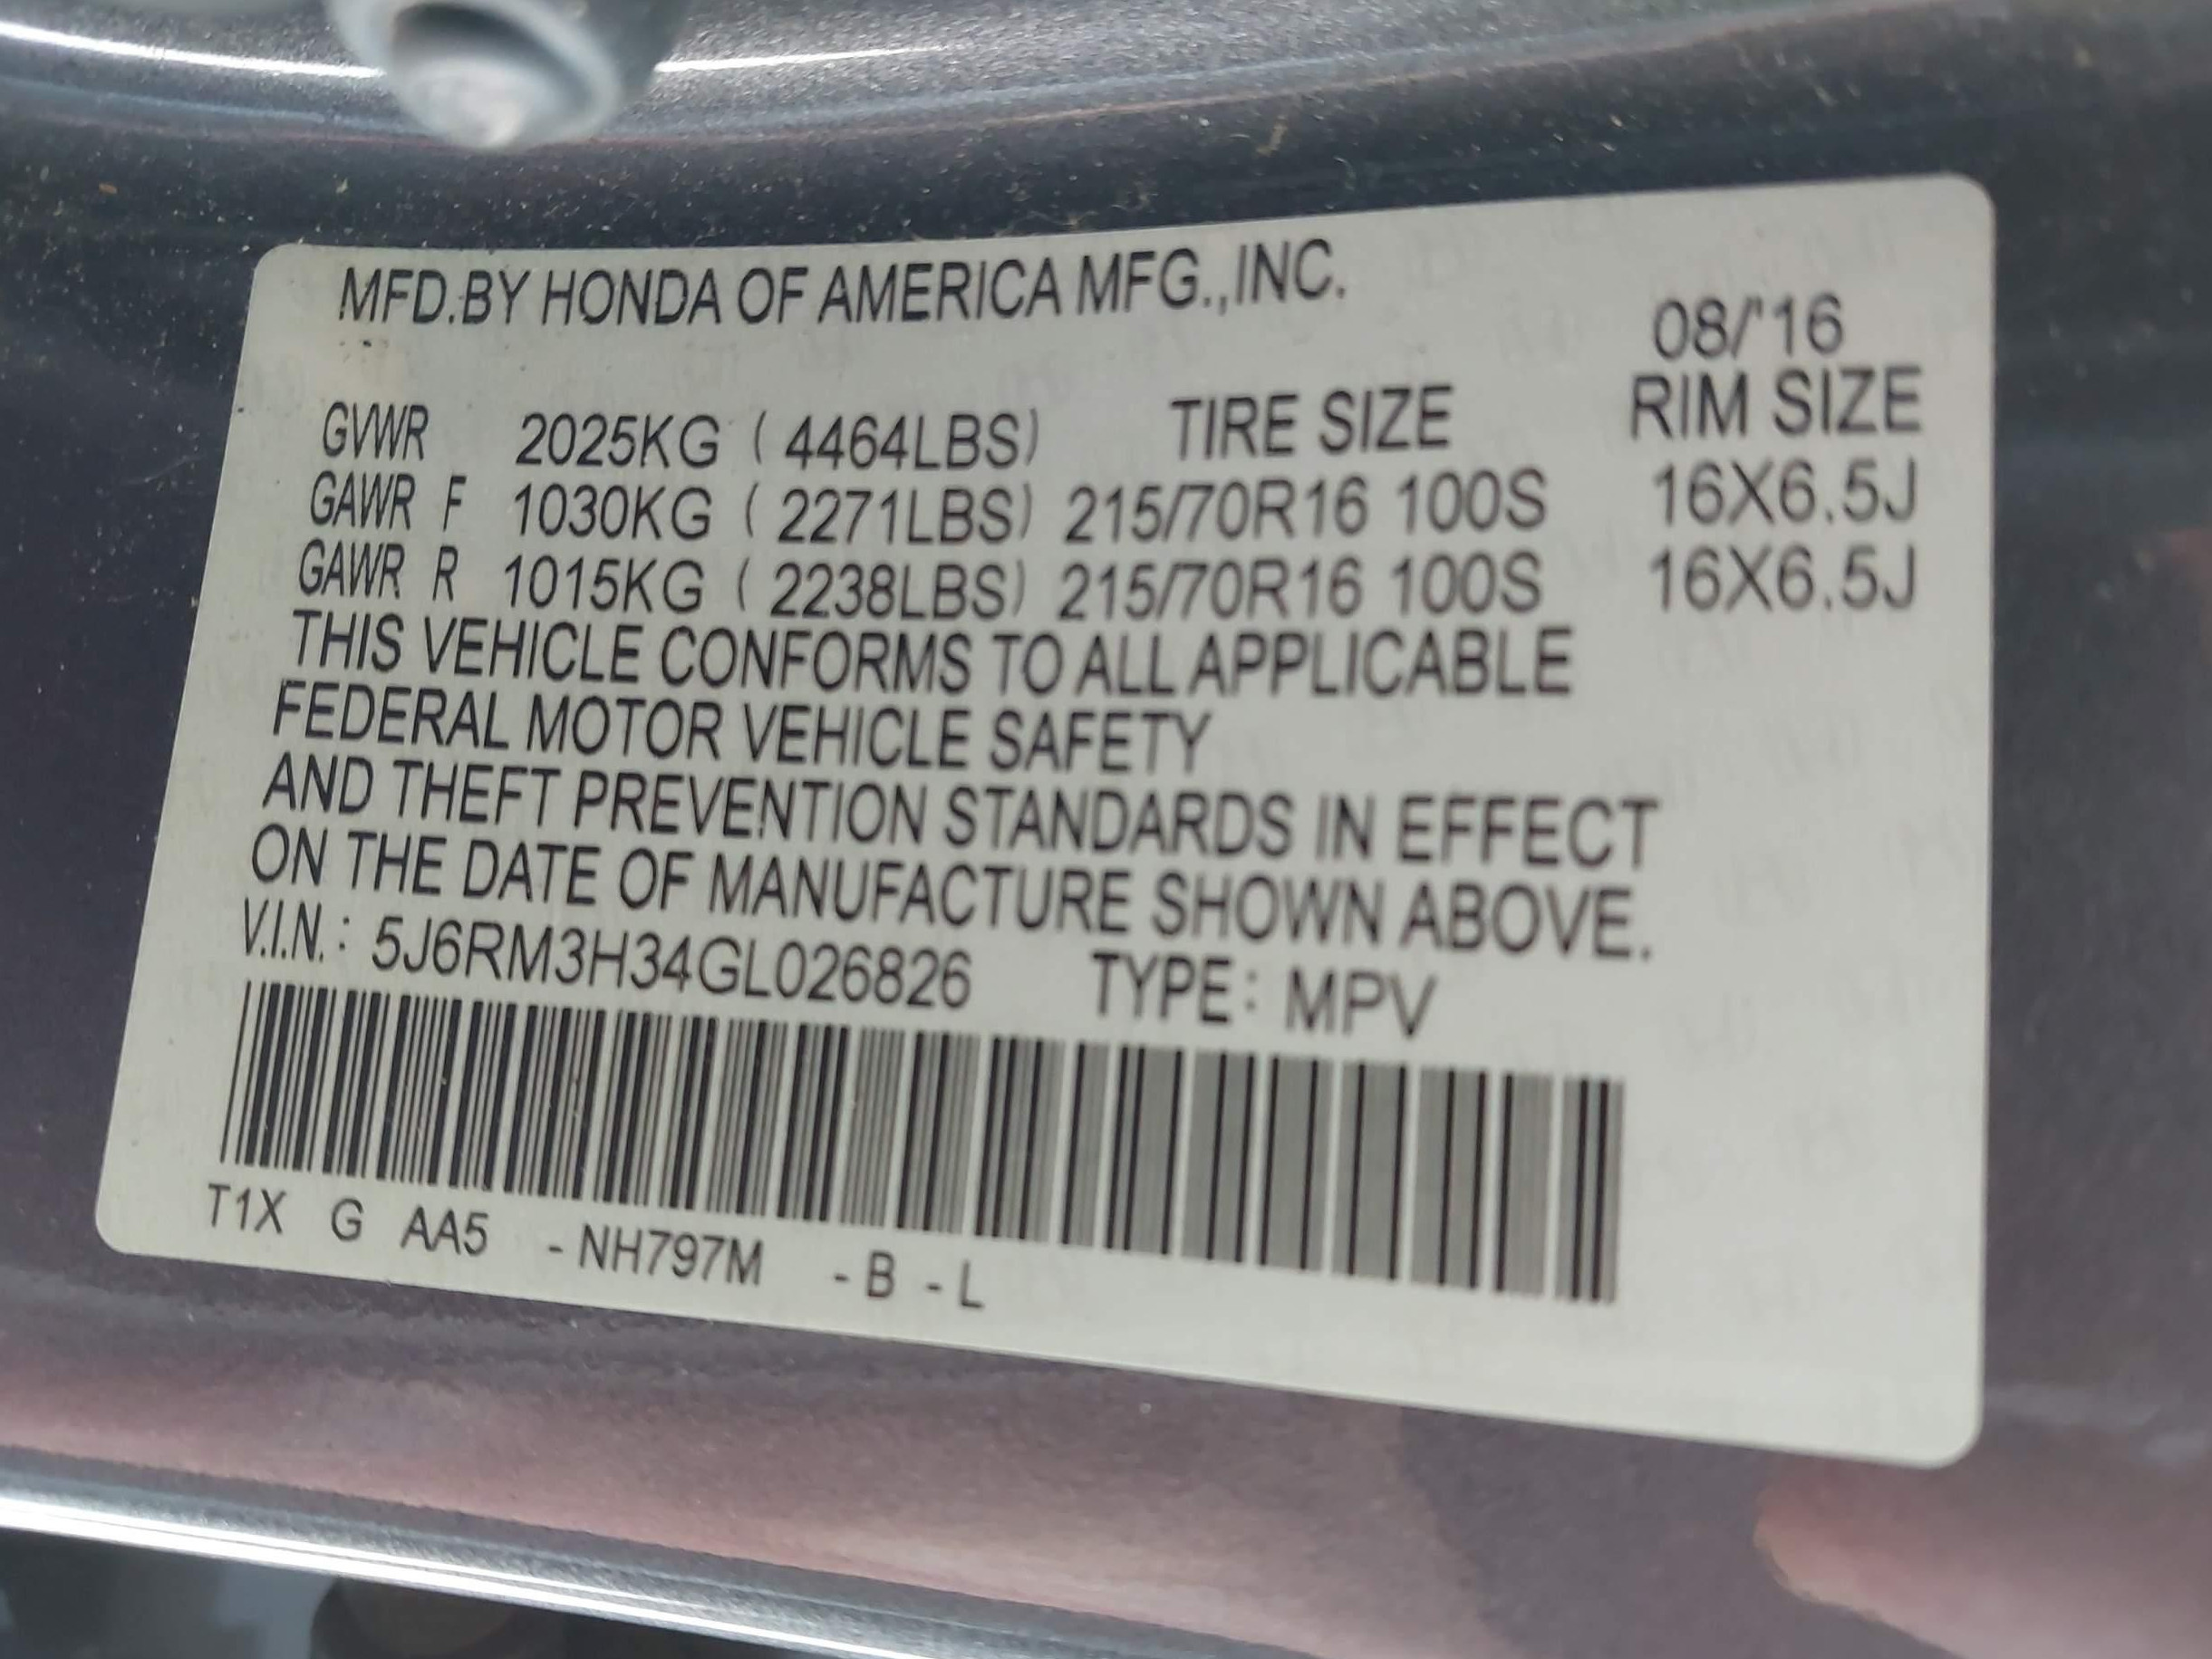 MFD.BY HONDA OF AMERICA MFG.,INC.
08/'16
GVWR 2025KG ( 4464LBS) TIRE SIZE RIM SIZE
GAWR F 1030KG ( 2271LBS) 215/70R16 100S 16X6.5J
GAWR R 1015KG ( 2238LBS) 215/70R16 100S 16X6.5J
THIS VEHICLE CONFORMS TO ALL APPLICABLE
FEDERAL MOTOR VEHICLE SAFETY
AND THEFT PREVENTION STANDARDS IN EFFECT
ON THE DATE OF MANUFACTURE SHOWN ABOVE.
V.I.N.: 5J6RM3H34GL026826 TYPE: MPV
T1X G AA5 -NH797M -B -L